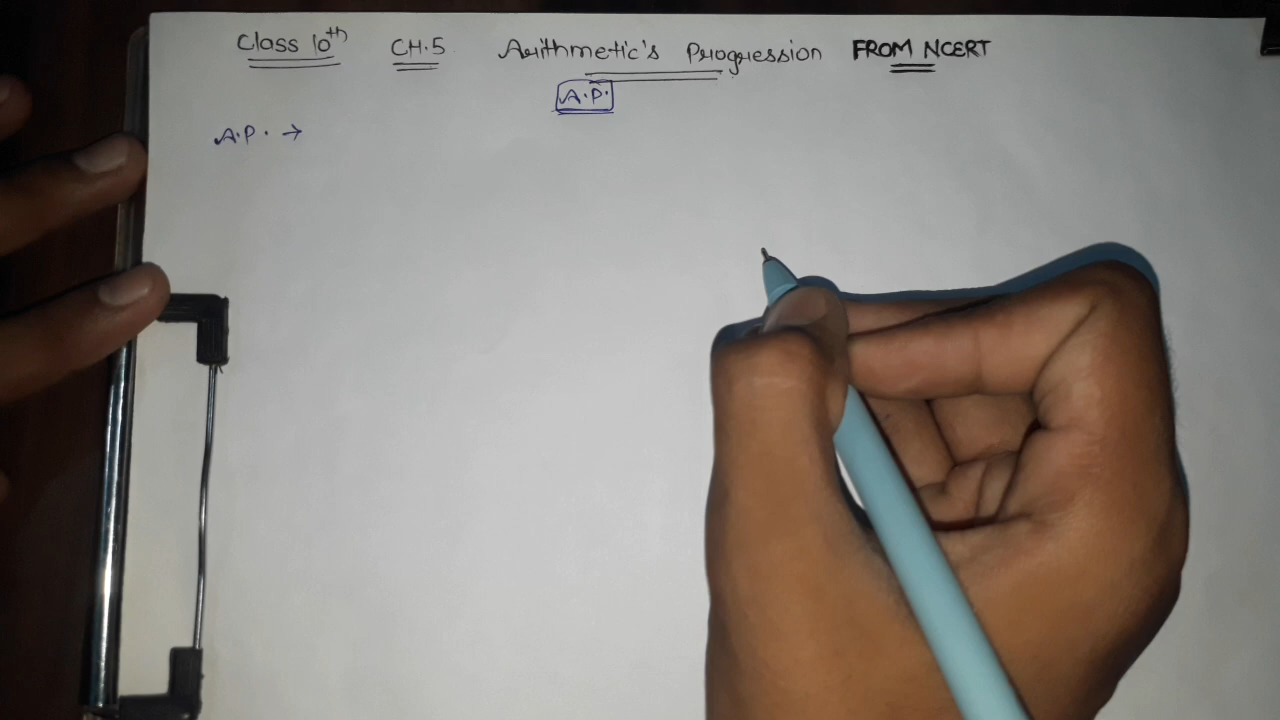 Class 10th CH.5 Arithmetic's Progression FROM NCERT
A.P.
A.P. →